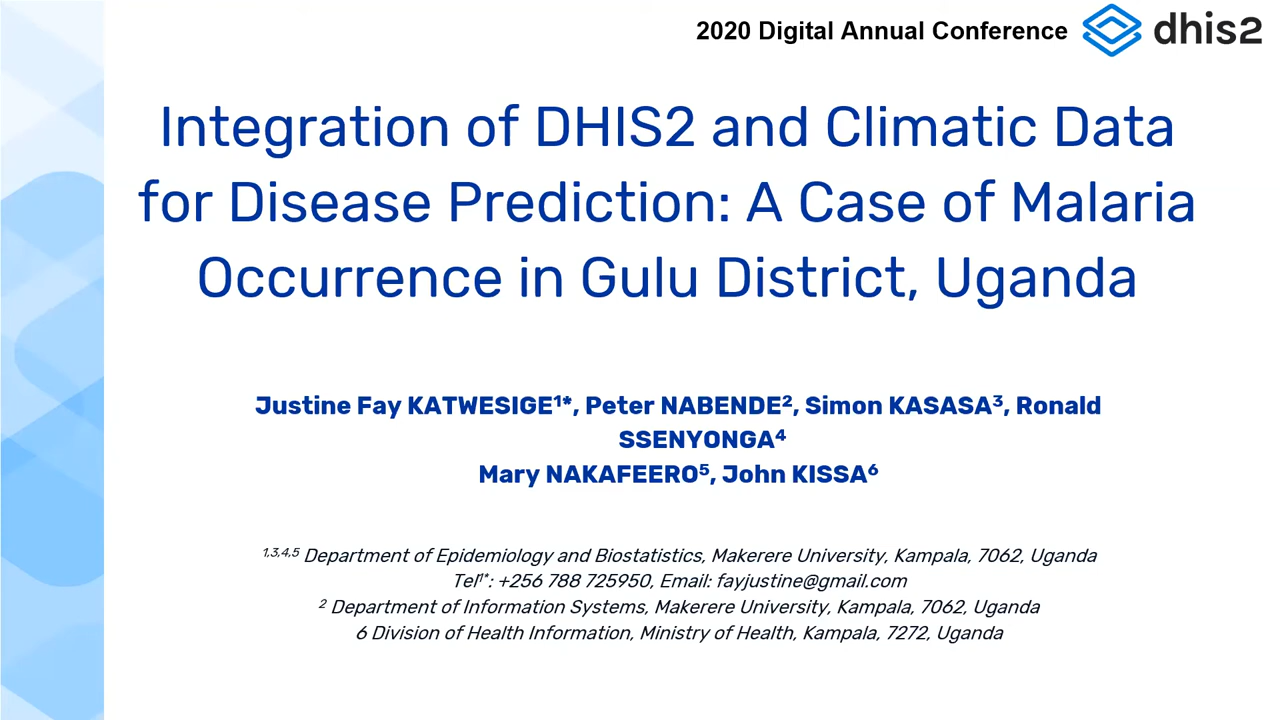 2020 Digital Annual Conference dhis2
Integration of DHIS2 and Climatic Data
for Disease Prediction: A Case of Malaria
Occurrence in Gulu District, Uganda
Justine Fay KATWESIGE¹*, Peter NABENDE², Simon KASASA³, Ronald
SSENYONGA⁴
Mary NAKAFEERO⁵, John KISSA⁶
¹,³,⁴,⁵ Department of Epidemiology and Biostatistics, Makerere University, Kampala, 7062, Uganda
Tel¹*: +256 788 725950, Email: fayjustine@gmail.com
² Department of Information Systems, Makerere University, Kampala, 7062, Uganda
6 Division of Health Information, Ministry of Health, Kampala, 7272, Uganda